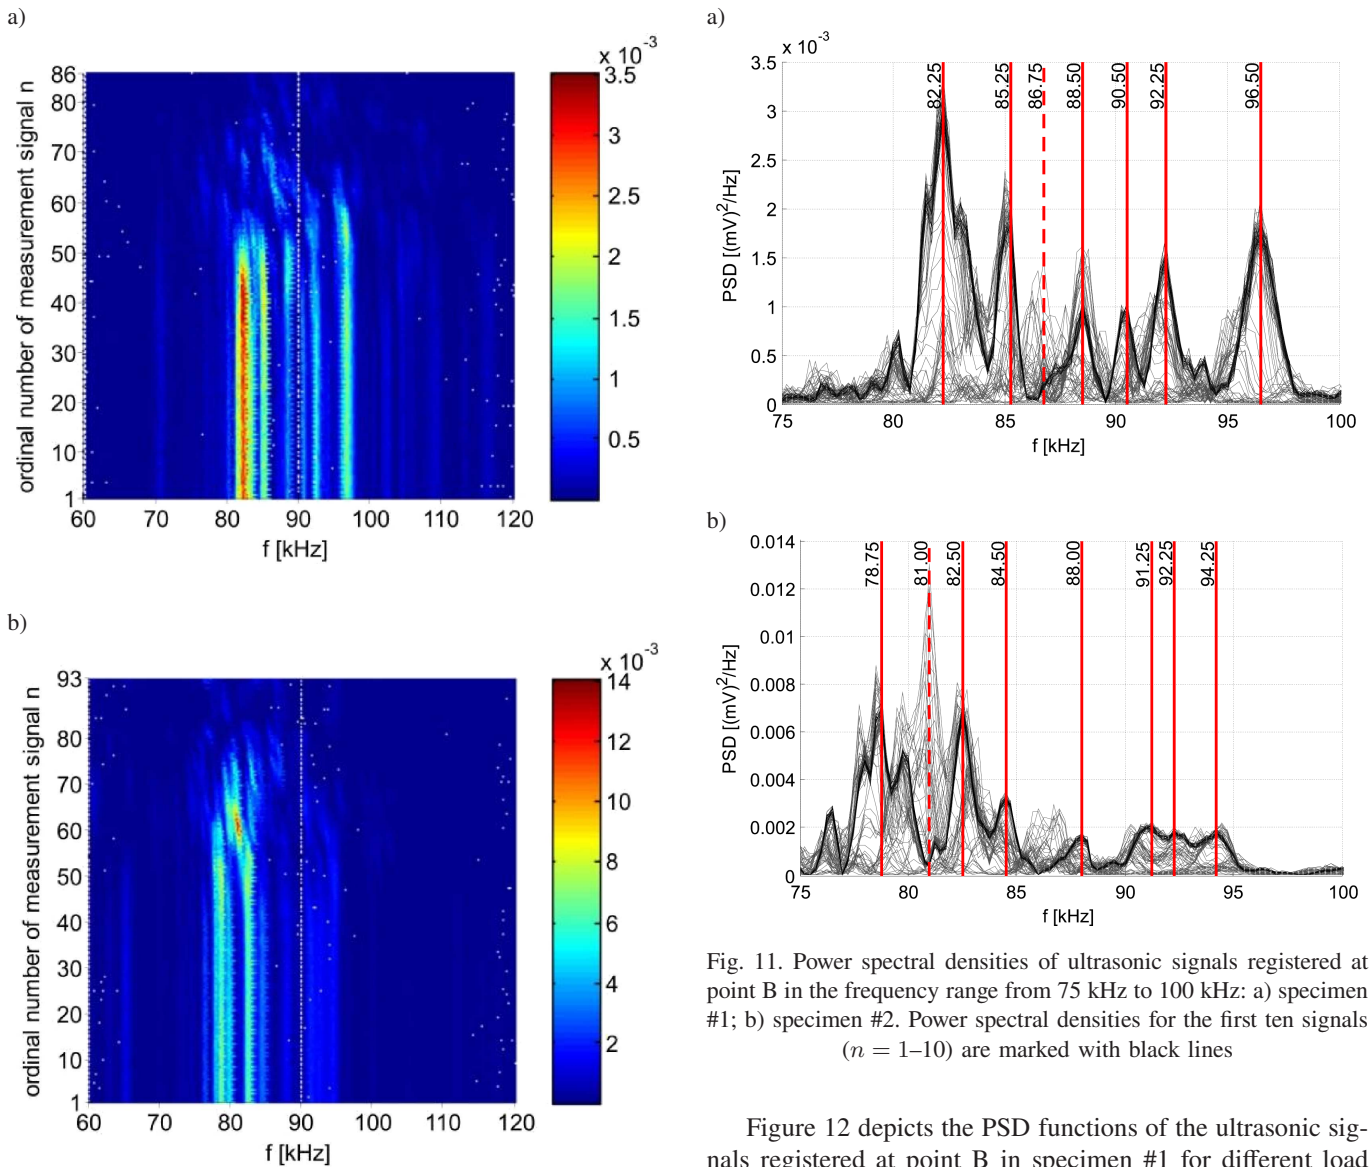 a)
x 10⁻³
ordinal number of measurement signal n
86
80
70
60
50
40
30
20
10
1
60 70 80 90 100 110 120
f [kHz]
3.5
3
2.5
2
1.5
1
0.5
b)
x 10⁻³
ordinal number of measurement signal n
93
80
70
60
50
40
30
20
10
1
60 70 80 90 100 110 120
f [kHz]
14
12
10
8
6
4
2
a)
x 10⁻³
PSD [(mV)²/Hz]
3.5
3
2.5
2
1.5
1
0.5
0
82.25
85.25
86.75
88.50
90.50
92.25
96.50
75 80 85 90 95 100
f [kHz]
b)
PSD [(mV)²/Hz]
0.014
0.012
0.01
0.008
0.006
0.004
0.002
0
78.75
81.00
82.50
84.50
88.00
91.25
92.25
94.25
75 80 85 90 95 100
f [kHz]
Fig. 11. Power spectral densities of ultrasonic signals registered at
point B in the frequency range from 75 kHz to 100 kHz: a) specimen
#1; b) specimen #2. Power spectral densities for the first ten signals
(n = 1–10) are marked with black lines
Figure 12 depicts the PSD functions of the ultrasonic sig-
nals registered at point B in specimen #1 for different load